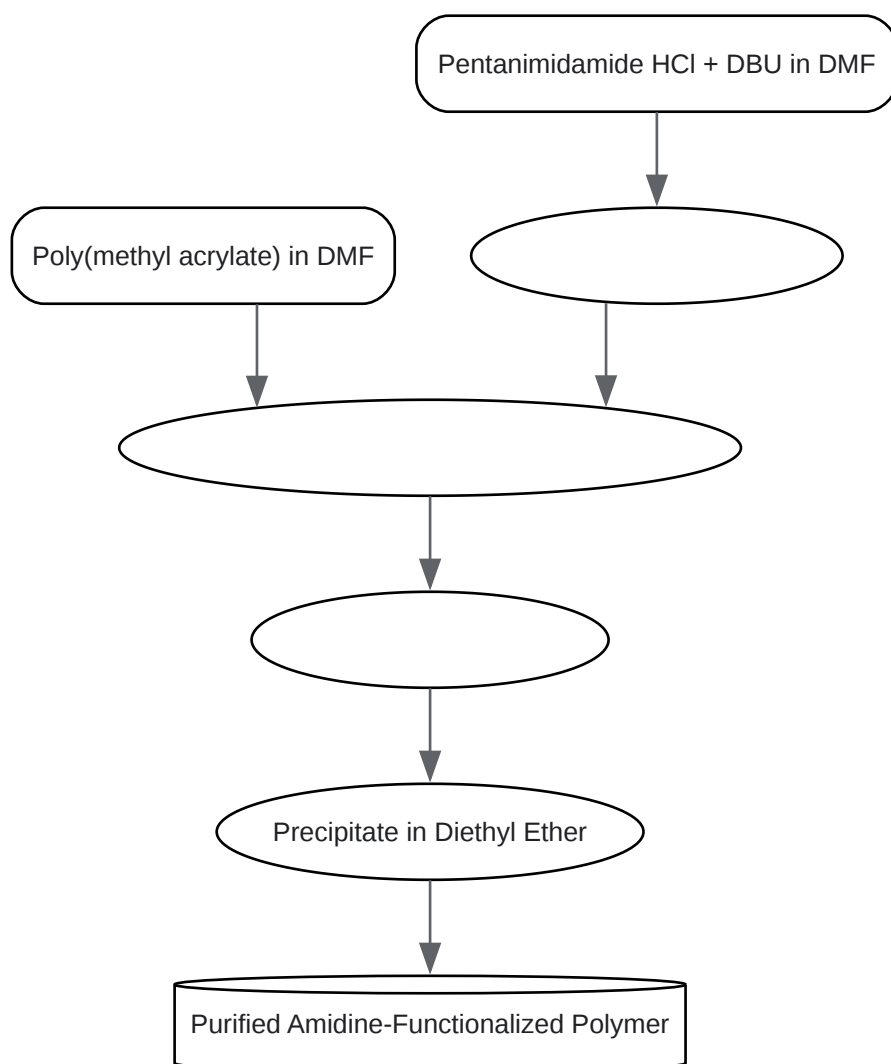 Pentanimidamide HCl + DBU in DMF
Poly(methyl acrylate) in DMF
Precipitate in Diethyl Ether
Purified Amidine-Functionalized Polymer